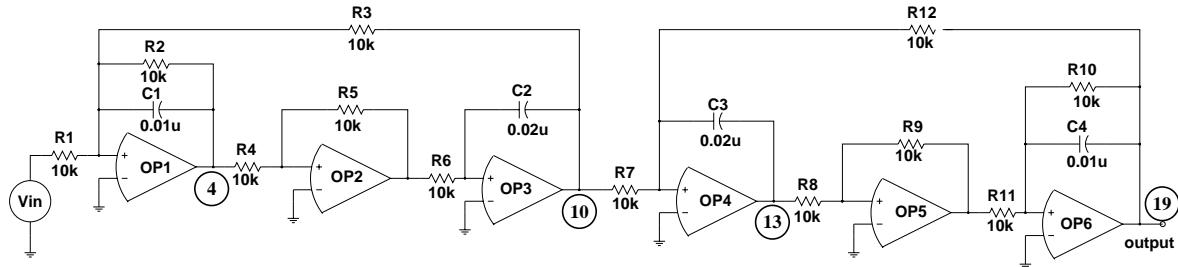 R3
10k
R12
10k
R2
10k
C1
0.01u
R5
10k
C2
0.02u
C3
0.02u
R9
10k
R10
10k
C4
0.01u
R1
10k
+
−
OP1
4
R4
10k
+
−
OP2
R6
10k
+
−
OP3
10
R7
10k
+
−
OP4
13
R8
10k
+
−
OP5
R11
10k
+
−
OP6
19
output
Vin